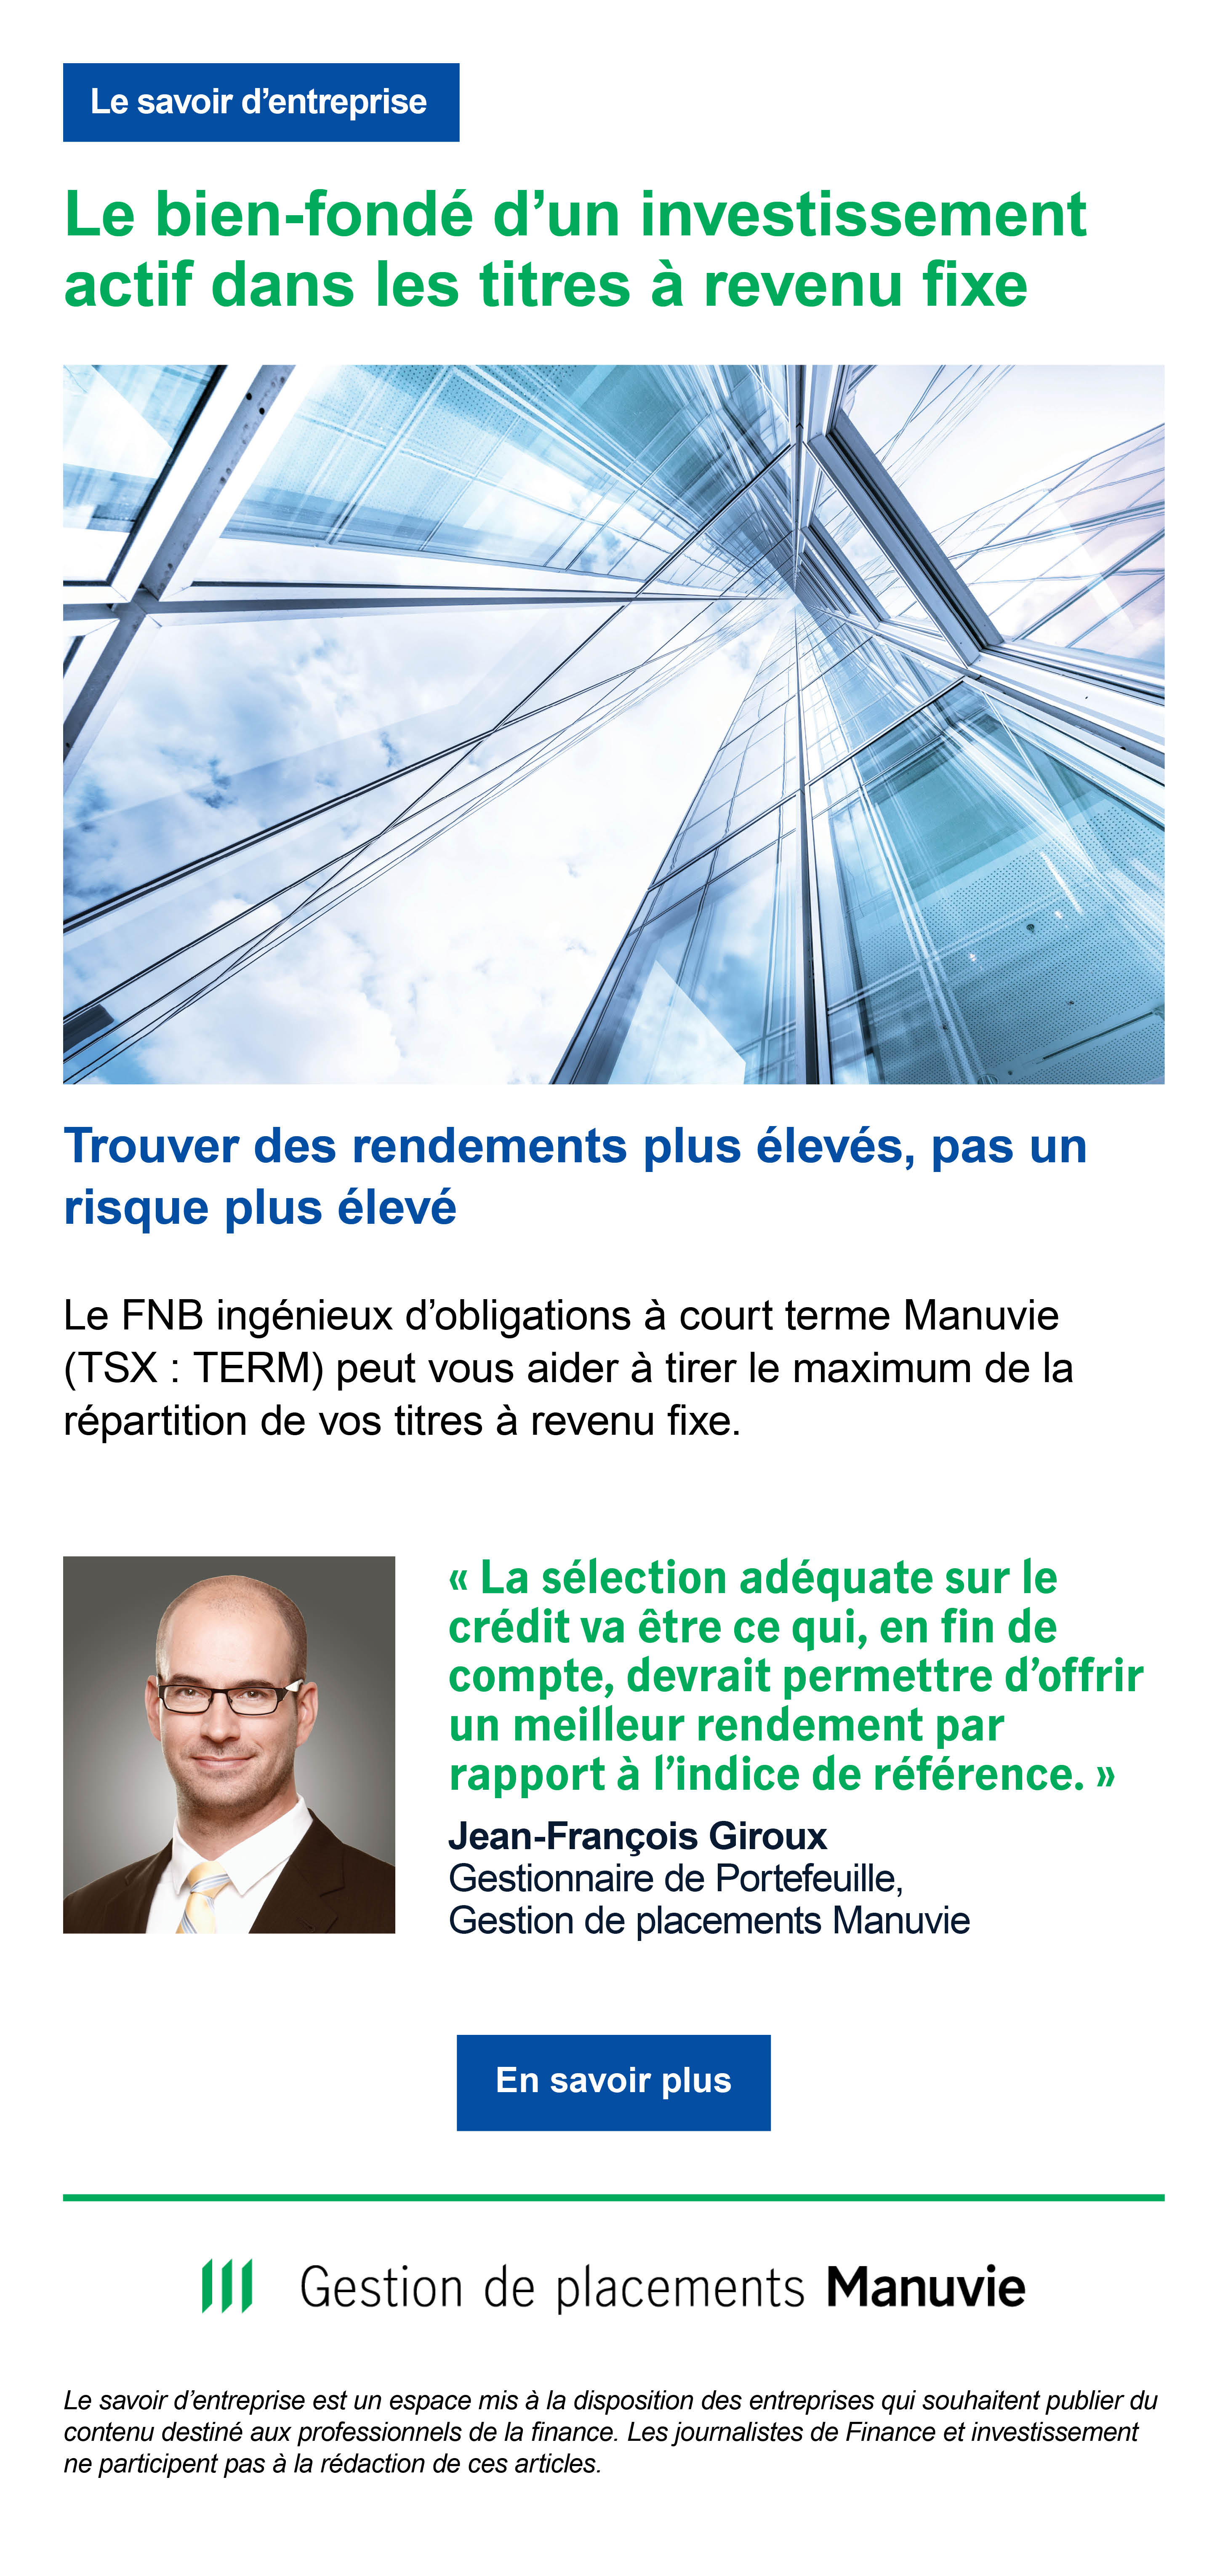 Le savoir d’entreprise
Le bien-fondé d’un investissement
actif dans les titres à revenu fixe
Trouver des rendements plus élevés, pas un
risque plus élevé
Le FNB ingénieux d’obligations à court terme Manuvie
(TSX : TERM) peut vous aider à tirer le maximum de la
répartition de vos titres à revenu fixe.
« La sélection adéquate sur le
crédit va être ce qui, en fin de
compte, devrait permettre d’offrir
un meilleur rendement par
rapport à l’indice de référence. »
Jean-François Giroux
Gestionnaire de Portefeuille,
Gestion de placements Manuvie
En savoir plus
Gestion de placements Manuvie
Le savoir d’entreprise est un espace mis à la disposition des entreprises qui souhaitent publier du
contenu destiné aux professionnels de la finance. Les journalistes de Finance et investissement
ne participent pas à la rédaction de ces articles.